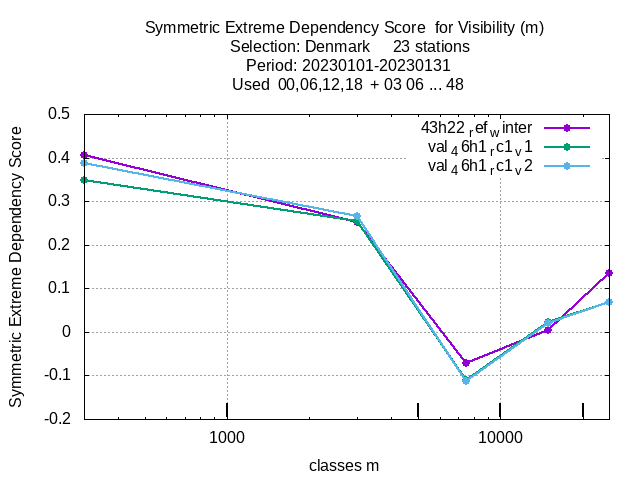 Symmetric Extreme Dependency Score for Visibility (m)
Selection: Denmark 23 stations
Period: 20230101-20230131
Used 00,06,12,18 + 03 06 ... 48
Symmetric Extreme Dependency Score
0.5
0.4
0.3
0.2
0.1
0
-0.1
-0.2
43h22_ref_winter
val_46h1_rc1_v1
val_46h1_rc1_v2
1000
10000
classes m